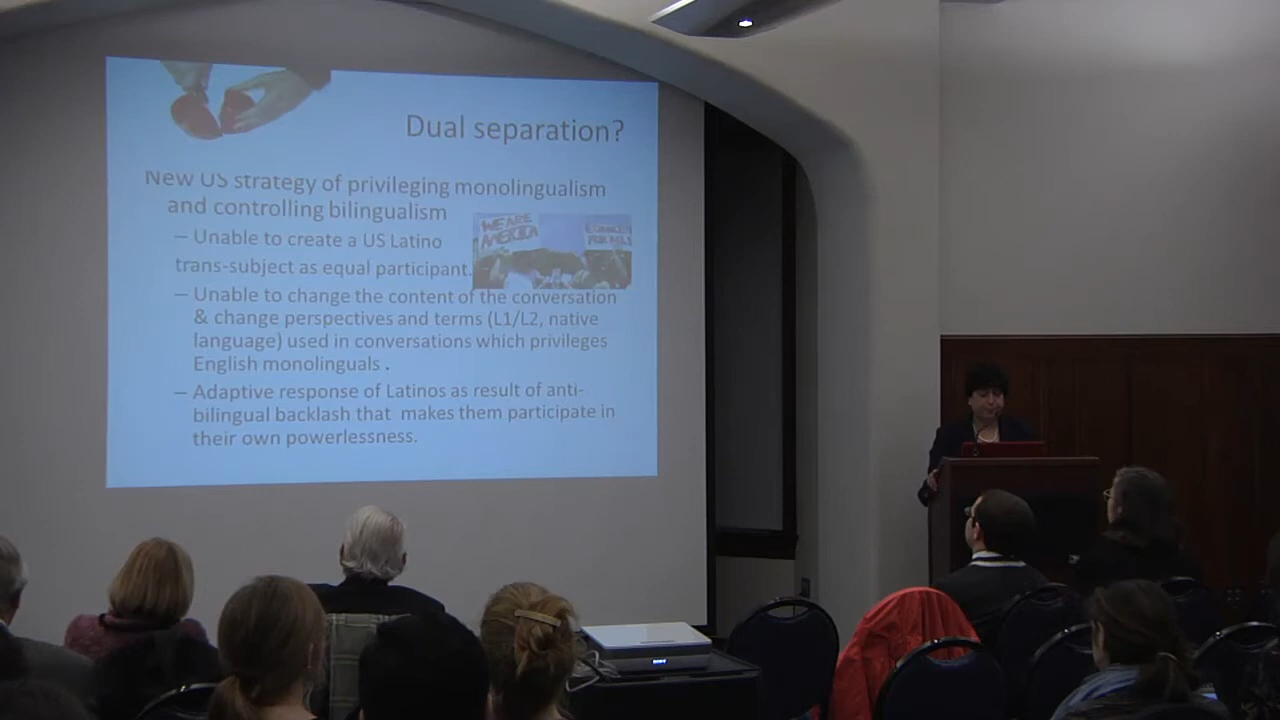 Dual separation?
New US strategy of privileging monolingualism
and controlling bilingualism
WE ARE
AMERICA
– Unable to create a US Latino
trans-subject as equal participant.
– Unable to change the content of the conversation
& change perspectives and terms (L1/L2, native
language) used in conversations which privileges
English monolinguals .
– Adaptive response of Latinos as result of anti-
bilingual backlash that makes them participate in
their own powerlessness.